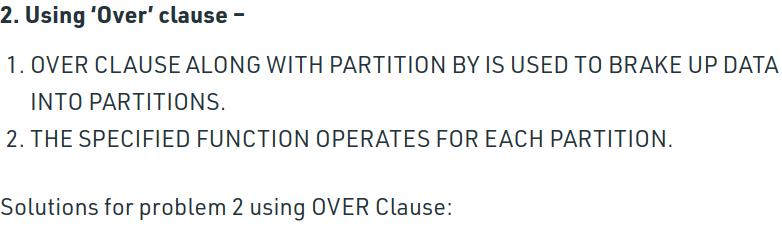 2. Using ‘Over’ clause –
1. OVER CLAUSE ALONG WITH PARTITION BY IS USED TO BRAKE UP DATA
INTO PARTITIONS.
2. THE SPECIFIED FUNCTION OPERATES FOR EACH PARTITION.
Solutions for problem 2 using OVER Clause: